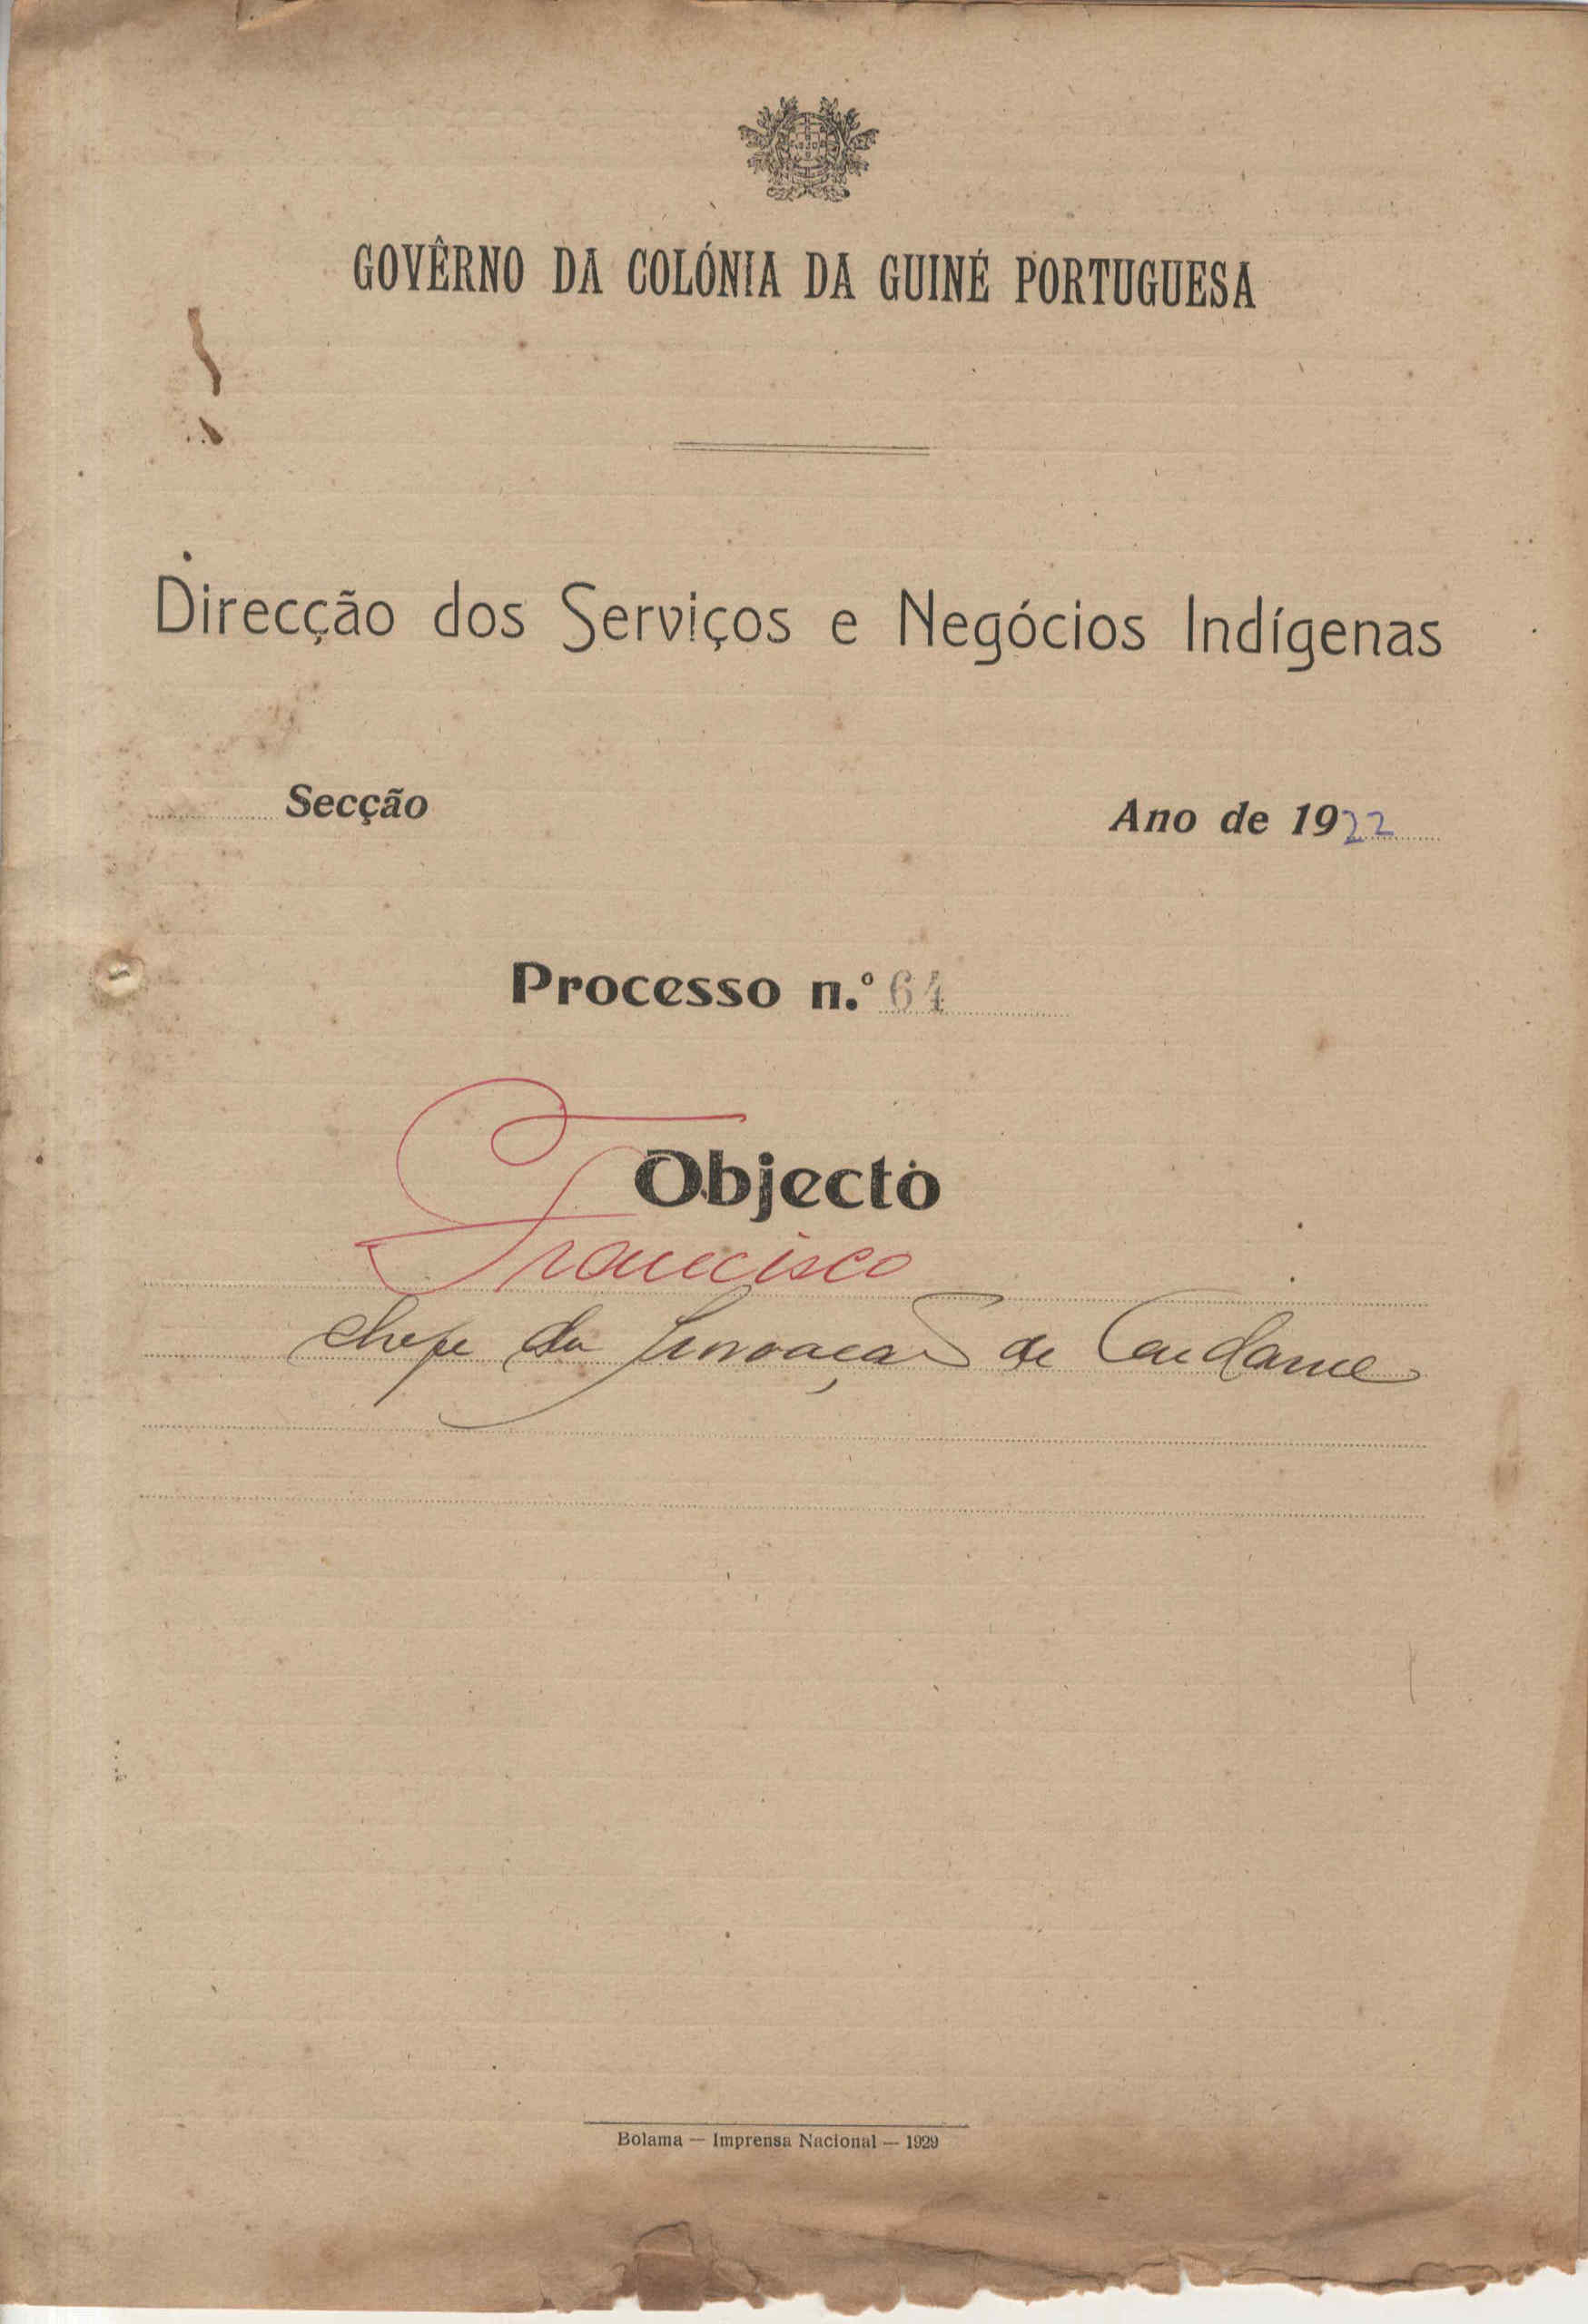 GOVÊRNO DA COLÓNIA DA GUINÉ PORTUGUESA
Direcção dos Serviços e Negócios Indígenas
Secção
Ano de 1922
Processo n.º 64
Objecto
Francisco
chefe da povoação de Candame
Bolama — Imprensa Nacional — 1929